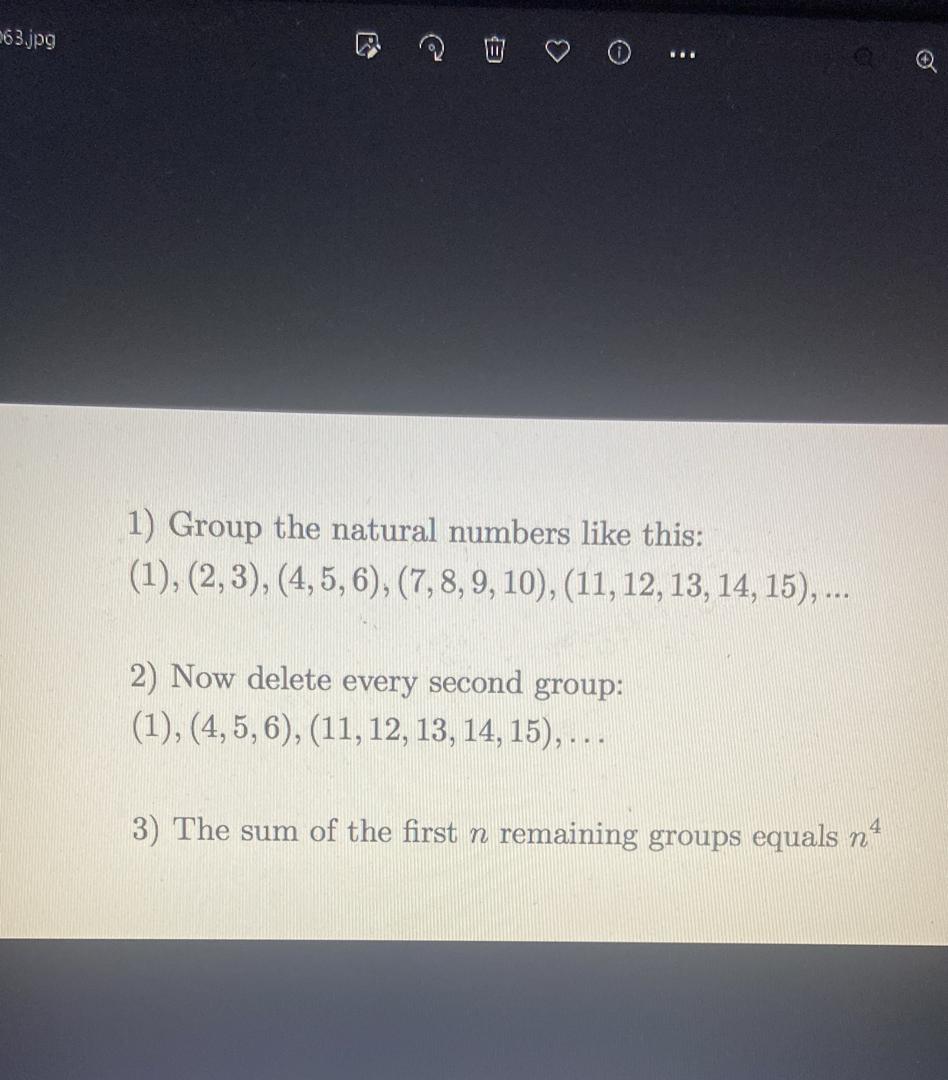 63.jpg
1) Group the natural numbers like this:
(1), (2, 3), (4, 5, 6), (7, 8, 9, 10), (11, 12, 13, 14, 15), ...
2) Now delete every second group:
(1), (4, 5, 6), (11, 12, 13, 14, 15), ...
3) The sum of the first n remaining groups equals n⁴